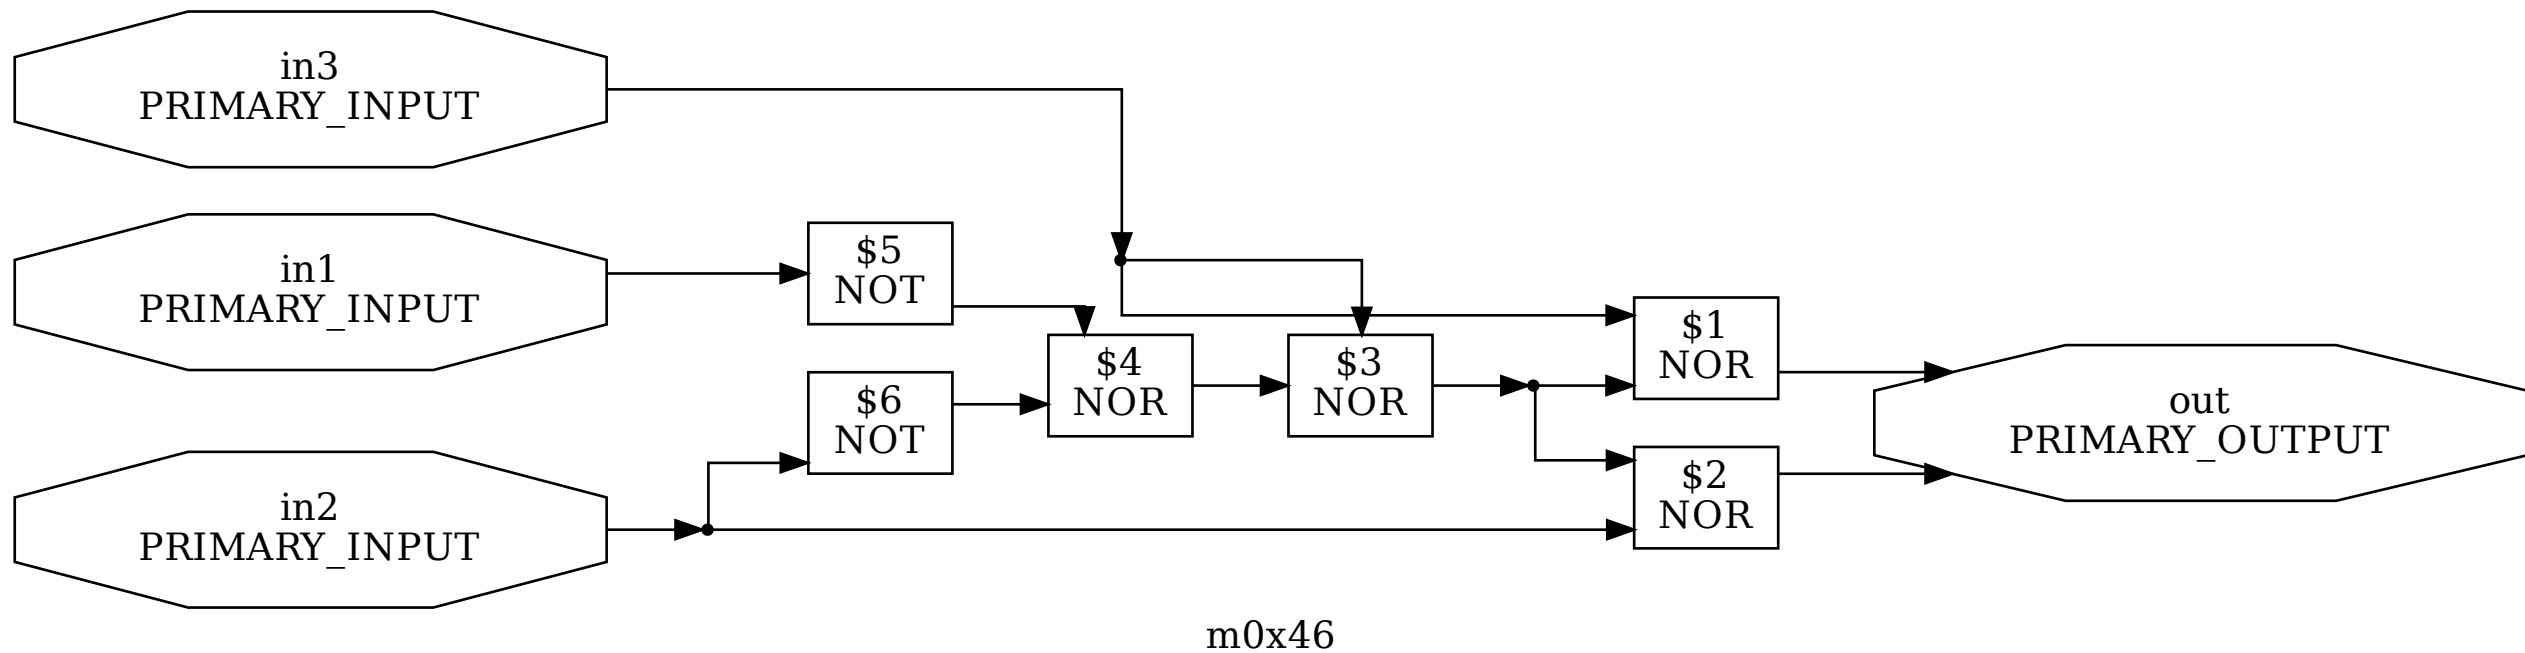 in3
PRIMARY_INPUT
in1
PRIMARY_INPUT
in2
PRIMARY_INPUT
$5
NOT
$6
NOT
$4
NOR
$3
NOR
$1
NOR
$2
NOR
out
PRIMARY_OUTPUT
m0x46